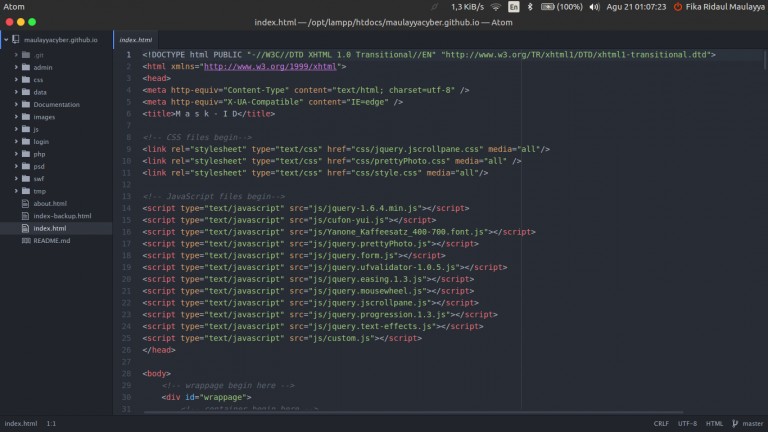 Atom
1,3 KiB/s
En
(100%)
Agu 21 01:07:23
Fika Ridaul Maulayya
index.html — /opt/lampp/htdocs/maulayyacyber.github.io — Atom
maulayyacyber.github.io
.git
admin
css
data
Documentation
images
js
login
php
psd
swf
tmp
about.html
index-backup.html
index.html
README.md
index.html
1 <!DOCTYPE html PUBLIC "-//W3C//DTD XHTML 1.0 Transitional//EN" "http://www.w3.org/TR/xhtml1/DTD/xhtml1-transitional.dtd">
2 <html xmlns="http://www.w3.org/1999/xhtml">
3 <head>
4 <meta http-equiv="Content-Type" content="text/html; charset=utf-8" />
5 <meta http-equiv="X-UA-Compatible" content="IE=edge" />
6 <title>M a s k - I D</title>
7
8 <!-- CSS files begin-->
9 <link rel="stylesheet" type="text/css" href="css/jquery.jscrollpane.css" media="all"/>
10 <link rel="stylesheet" type="text/css" href="css/prettyPhoto.css" media="all" />
11 <link rel="stylesheet" type="text/css" href="css/style.css" media="all"/>
12
13 <!-- JavaScript files begin-->
14 <script type="text/javascript" src="js/jquery-1.6.4.min.js"></script>
15 <script type="text/javascript" src="js/cufon-yui.js"></script>
16 <script type="text/javascript" src="js/Yanone_Kaffeesatz_400-700.font.js"></script>
17 <script type="text/javascript" src="js/jquery.prettyPhoto.js"></script>
18 <script type="text/javascript" src="js/jquery.form.js"></script>
19 <script type="text/javascript" src="js/jquery.ufvalidator-1.0.5.js"></script>
20 <script type="text/javascript" src="js/jquery.easing.1.3.js"></script>
21 <script type="text/javascript" src="js/jquery.mousewheel.js"></script>
22 <script type="text/javascript" src="js/jquery.jscrollpane.js"></script>
23 <script type="text/javascript" src="js/jquery.progression.1.3.js"></script>
24 <script type="text/javascript" src="js/jquery.text-effects.js"></script>
25 <script type="text/javascript" src="js/custom.js"></script>
26 </head>
27
28 <body>
29 <!-- wrappage begin here -->
30 <div id="wrappage">
31 <!-- container begin here -->
index.html 1:1
CRLF UTF-8 HTML master